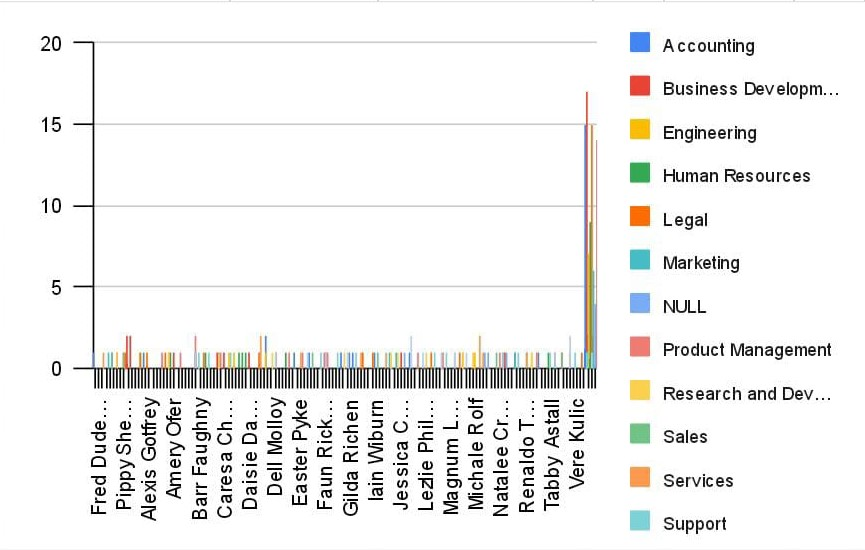 20
15
10
5
0
Fred Dude...
Pippy She...
Alexis Gotfrey
Amery Ofer
Barr Faughny
Caresa Ch...
Daisie Da...
Dell Molloy
Easter Pyke
Faun Rick...
Gilda Richen
Iain Wiburn
Jessica C...
Lezlie Phil...
Magnum L...
Michale Rolf
Natalee Cr...
Renaldo T...
Tabby Astall
Vere Kulic
Accounting
Business Developm...
Engineering
Human Resources
Legal
Marketing
NULL
Product Management
Research and Dev...
Sales
Services
Support